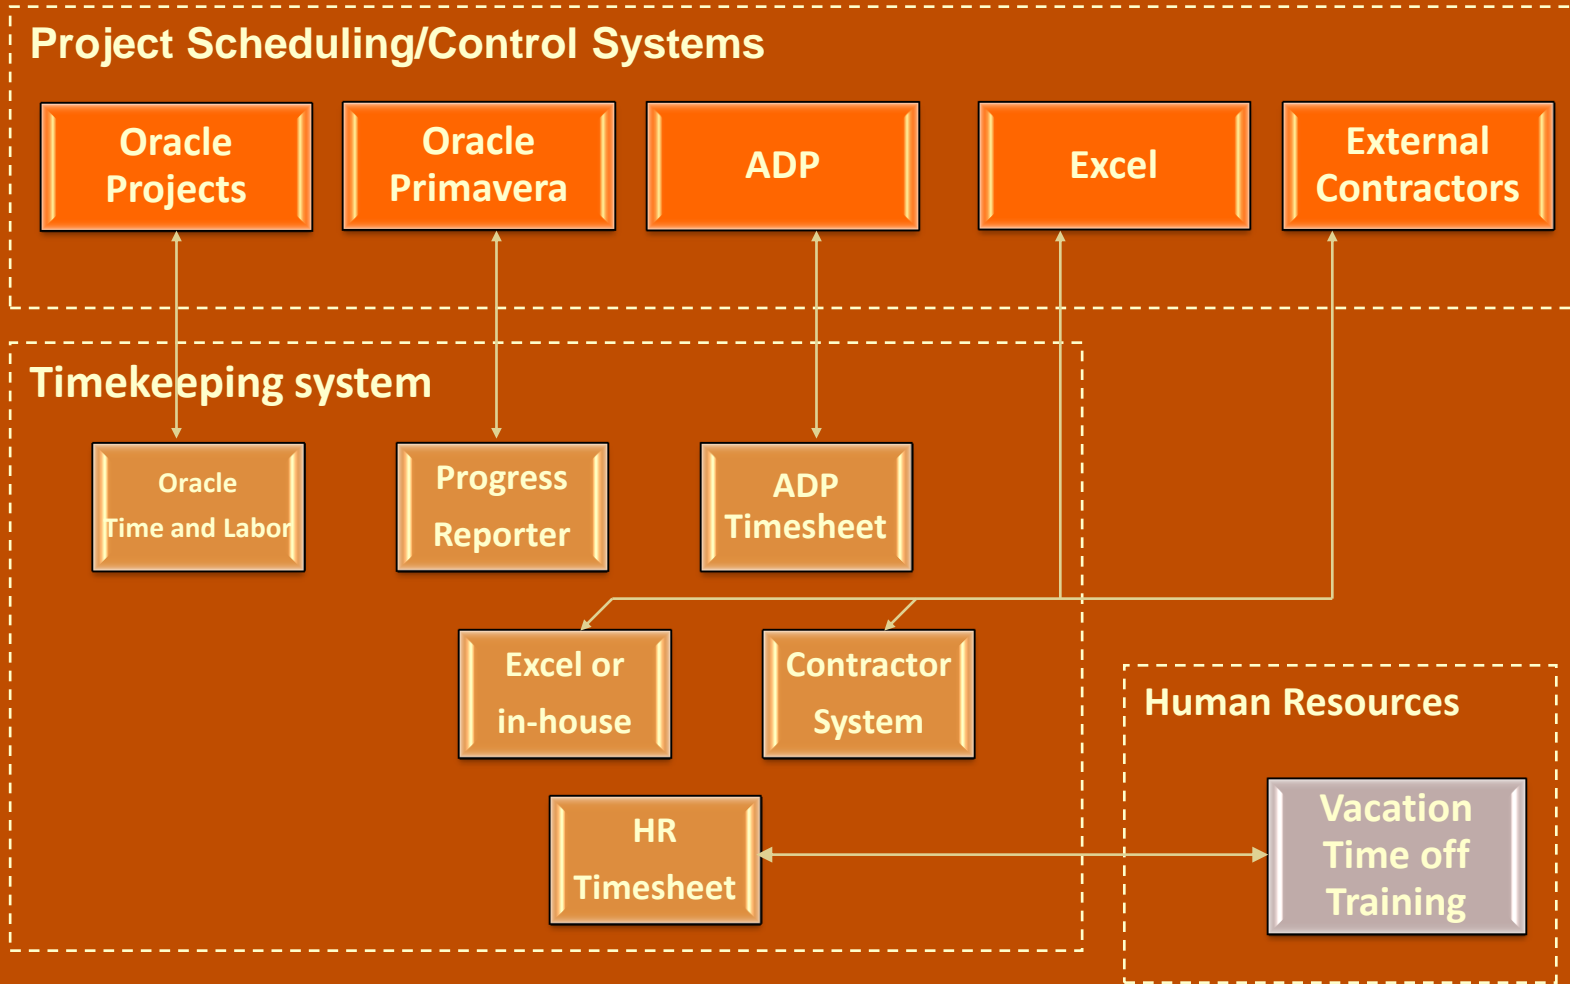 Project Scheduling/Control Systems
Oracle
Projects
Oracle
Primavera
ADP
Excel
External
Contractors
Timekeeping system
Oracle
Time and Labor
Progress
Reporter
ADP
Timesheet
Excel or
in-house
Contractor
System
Human Resources
HR
Timesheet
Vacation
Time off
Training